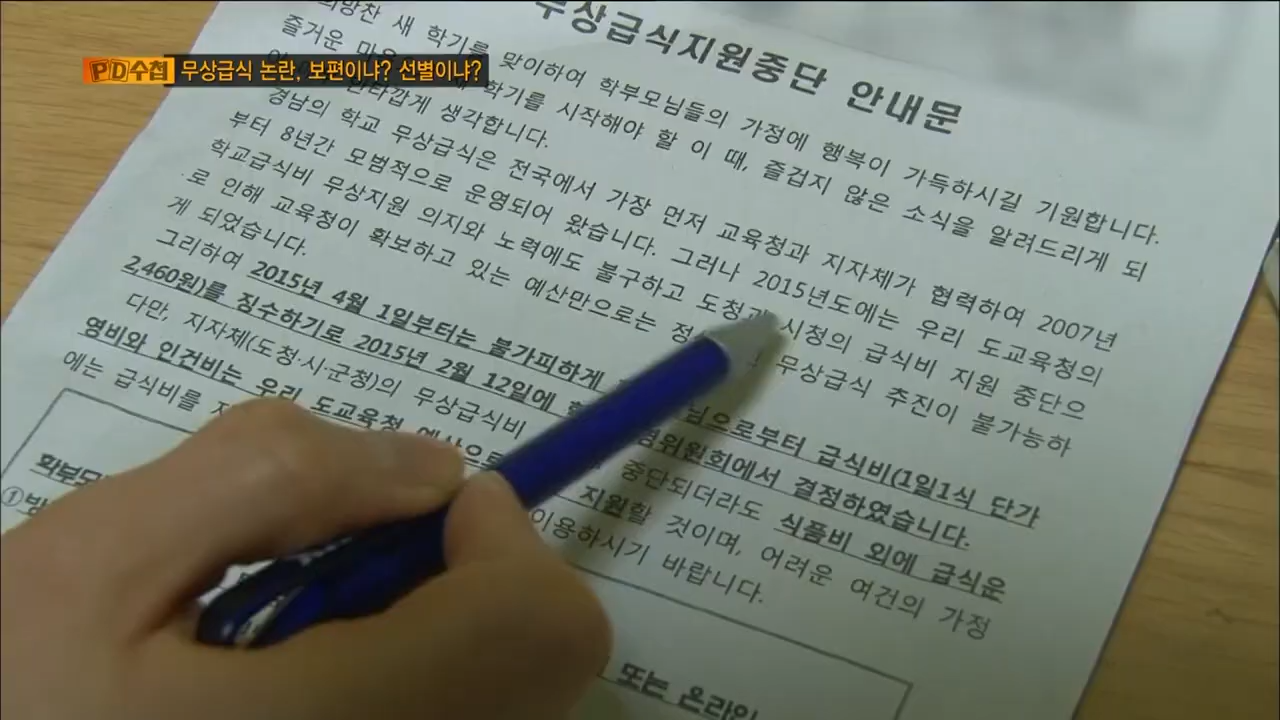 PD수첩 무상급식 논란, 보편이냐? 선별이냐?
무상급식지원중단 안내문
희망찬 새 학기를 맞이하여 학부모님들의 가정에 행복이 가득하시길 기원합니다.
즐거운 학기를 시작해야 할 이 때, 즐겁지 않은 소식을 알려드리게 되
안타깝게 생각합니다.
경남의 학교 무상급식은 전국에서 가장 먼저 교육청과 지자체가 협력하여 2007년
부터 8년간 모범적으로 운영되어 왔습니다. 그러나 2015년도에는 우리 도교육청의
학교급식비 무상지원 의지와 노력에도 불구하고 도청과 시청의 급식비 지원 중단으
로 인해 교육청이 확보하고 있는 예산만으로는 무상급식 추진이 불가능하
게 되었습니다.
그리하여 2015년 4월 1일부터는 불가피하게 님으로부터 급식비(1일1식 단가
2,460원)를 징수하기로 2015년 2월 12일에 결정하였습니다.
다만, 지자체(도청·시·군청)의 무상급식비 중단되더라도 식품비 외에 급식운
영비와 인건비는 우리 도교육청 지원할 것이며, 어려운 여건의 가정
에는 급식비를 이용하시기 바랍니다.
학부모
①방
또는 온라인